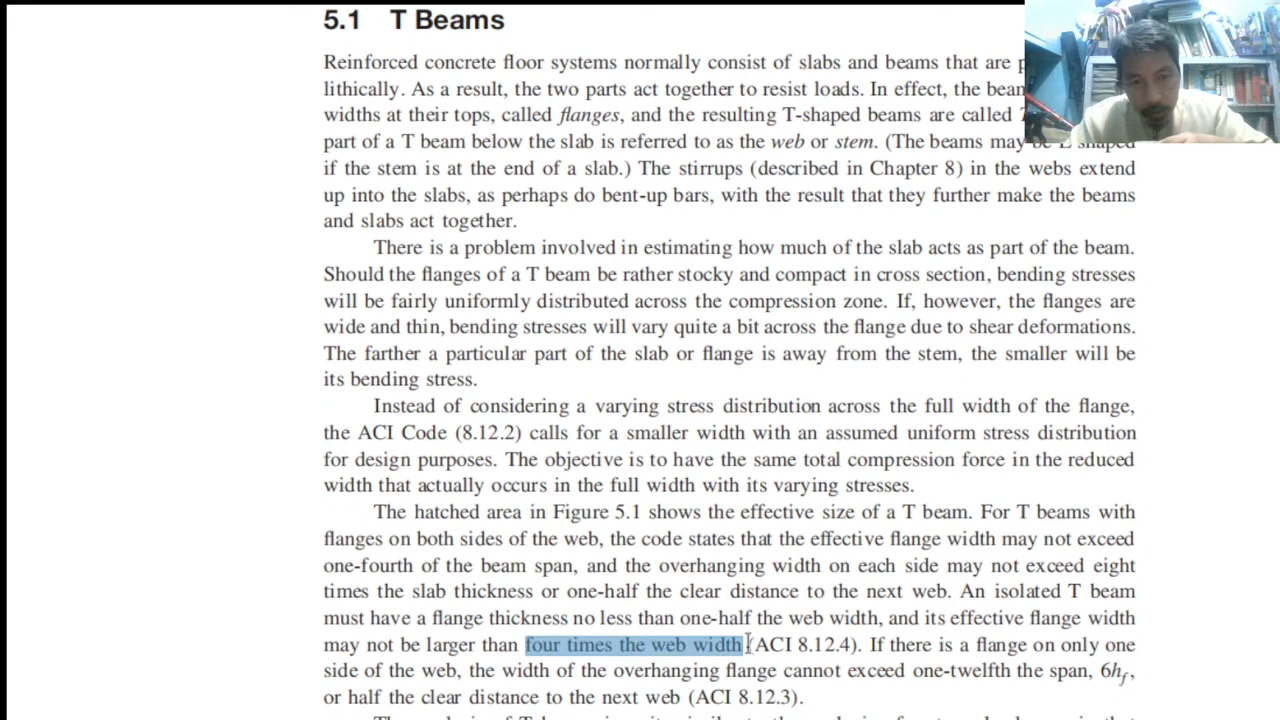 5.1 T Beams
Reinforced concrete floor systems normally consist of slabs and beams that are
lithically. As a result, the two parts act together to resist loads. In effect, the
widths at their tops, called flanges, and the resulting T-shaped beams are called
part of a T beam below the slab is referred to as the web or stem. (The beams may be L shaped
if the stem is at the end of a slab.) The stirrups (described in Chapter 8) in the webs extend
up into the slabs, as perhaps do bent-up bars, with the result that they further make the beams
and slabs act together.
There is a problem involved in estimating how much of the slab acts as part of the beam.
Should the flanges of a T beam be rather stocky and compact in cross section, bending stresses
will be fairly uniformly distributed across the compression zone. If, however, the flanges are
wide and thin, bending stresses will vary quite a bit across the flange due to shear deformations.
The farther a particular part of the slab or flange is away from the stem, the smaller will be
its bending stress.
Instead of considering a varying stress distribution across the full width of the flange,
the ACI Code (8.12.2) calls for a smaller width with an assumed uniform stress distribution
for design purposes. The objective is to have the same total compression force in the reduced
width that actually occurs in the full width with its varying stresses.
The hatched area in Figure 5.1 shows the effective size of a T beam. For T beams with
flanges on both sides of the web, the code states that the effective flange width may not exceed
one-fourth of the beam span, and the overhanging width on each side may not exceed eight
times the slab thickness or one-half the clear distance to the next web. An isolated T beam
must have a flange thickness no less than one-half the web width, and its effective flange width
may not be larger than four times the web width (ACI 8.12.4). If there is a flange on only one
side of the web, the width of the overhanging flange cannot exceed one-twelfth the span, 6hf,
or half the clear distance to the next web (ACI 8.12.3).